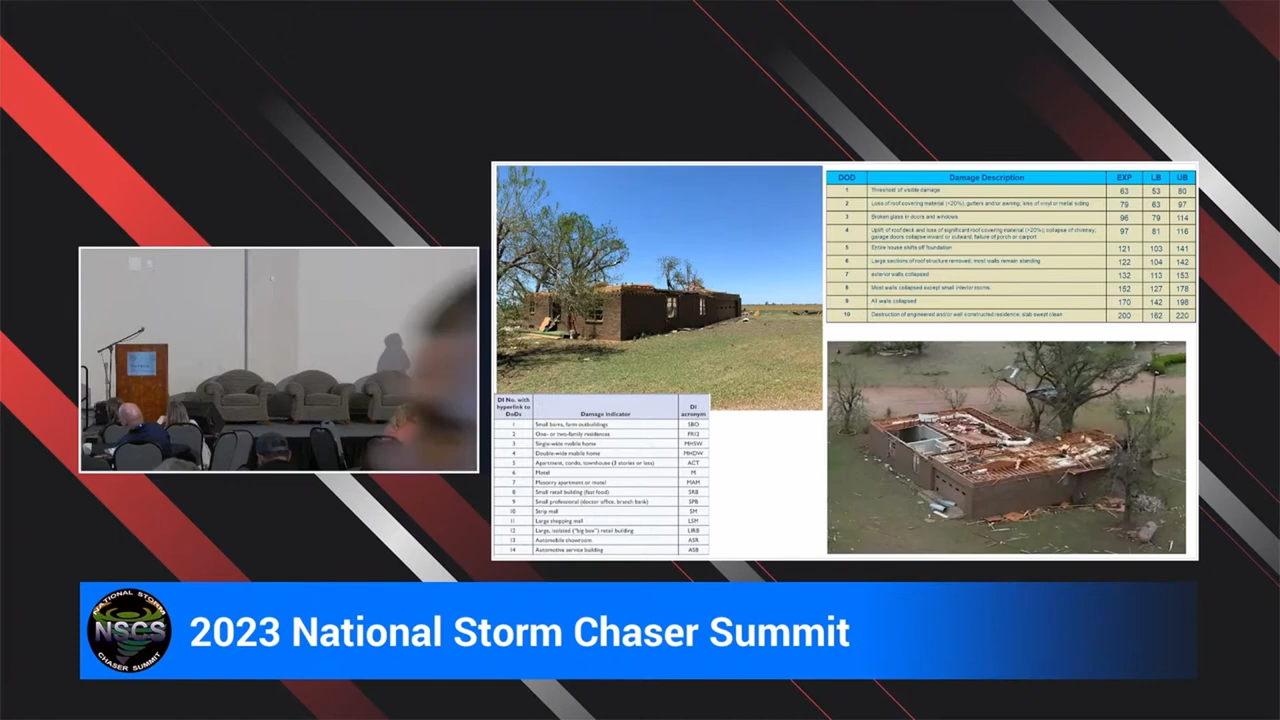 DOD Damage Description EXP LB UB
1 Threshold of visible damage 63 53 80
2 Loss of roof covering material (<20%), gutters and/or awning; loss of vinyl or metal siding 79 63 97
3 Broken glass in doors and windows 96 79 114
4 Uplift of roof deck and loss of significant roof covering material (>20%); collapse of chimney;
garage doors collapse inward or outward; failure of porch or carport 97 81 116
5 Entire house shifts off foundation 121 103 141
6 Large sections of roof structure removed; most walls remain standing 122 104 142
7 exterior walls collapsed 132 113 153
8 Most walls collapsed except small interior rooms. 152 127 178
9 All walls collapsed 170 142 198
10 Destruction of engineered and/or well constructed residence; slab swept clean 200 162 220
DI No. with
hyperlink to
DoDs Damage indicator DI
acronym
1 Small barns, farm outbuildings SBO
2 One- or two-family residences FR12
3 Single-wide mobile home MHSW
4 Double-wide mobile home MHDW
5 Apartment, condo, townhouse (3 stories or less) ACT
6 Motel M
7 Masonry apartment or motel MAM
8 Small retail building (fast food) SRB
9 Small professional (doctor office, branch bank) SPB
10 Strip mall SM
11 Large shopping mall LSM
12 Large, isolated ("big box") retail building LIRB
13 Automobile showroom ASR
14 Automotive service building ASB
NATIONAL STORM
NSCS
CHASER SUMMIT
2023 National Storm Chaser Summit